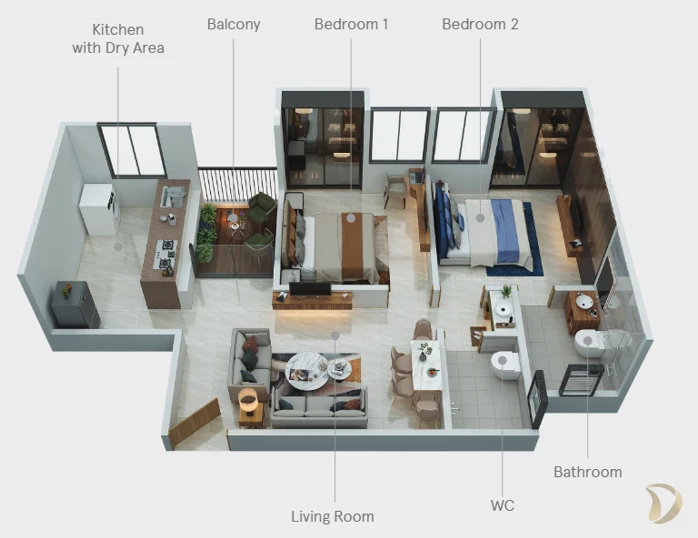 Kitchen
with Dry Area
Balcony
Bedroom 1
Bedroom 2
Bathroom
WC
Living Room